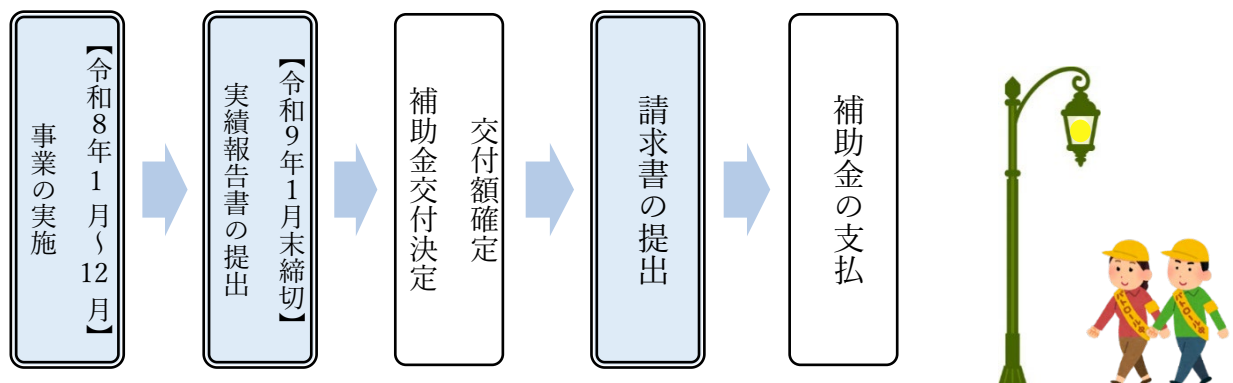 【令和8年1月~12月】
事業の実施
【令和9年1月末締切】
実績報告書の提出
交付額確定
補助金交付決定
請求書の提出
補助金の支払